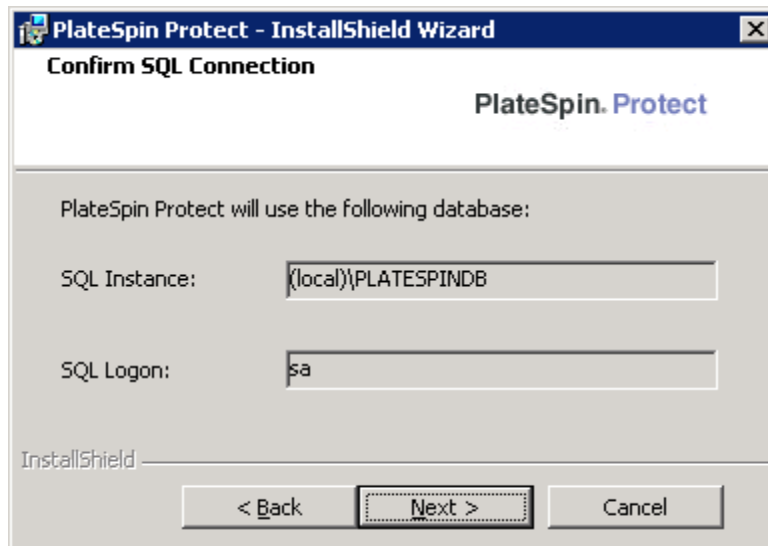 PlateSpin Protect - InstallShield Wizard
Confirm SQL Connection
PlateSpin. Protect
PlateSpin Protect will use the following database:
SQL Instance: (local)\PLATESPINDB
SQL Logon: sa
InstallShield
< Back Next > Cancel